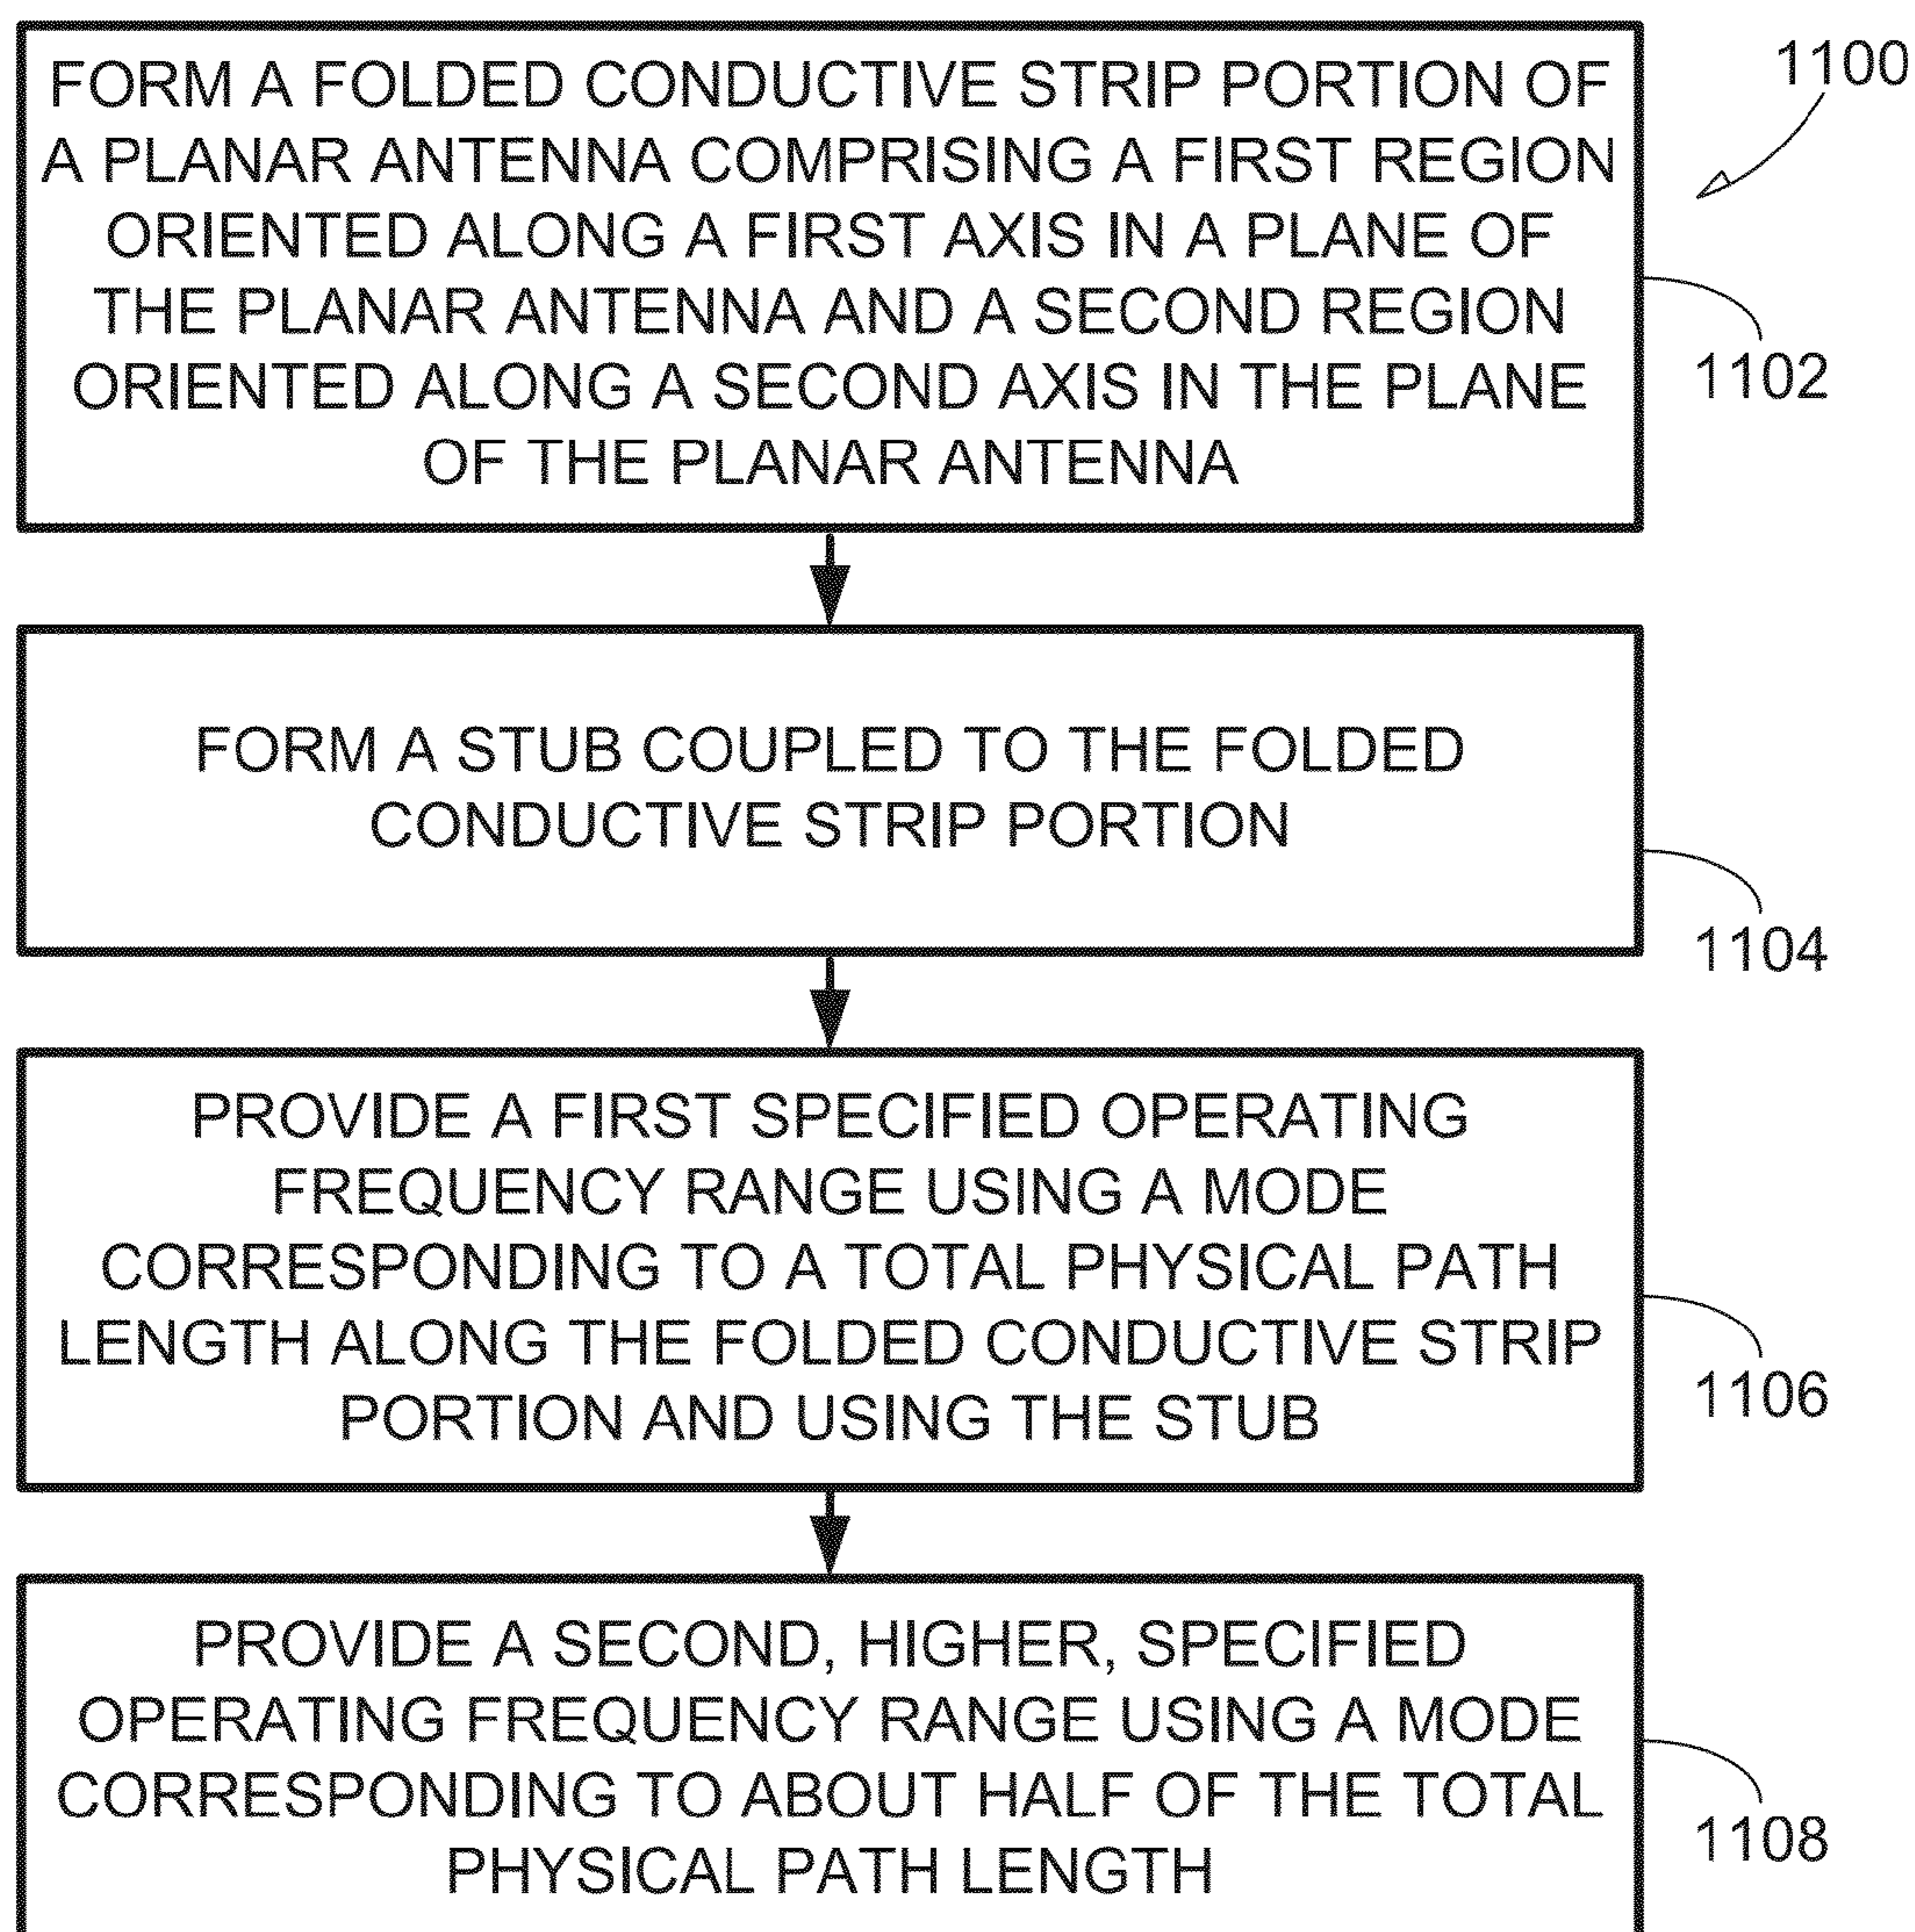 1100
FORM A FOLDED CONDUCTIVE STRIP PORTION OF
A PLANAR ANTENNA COMPRISING A FIRST REGION
ORIENTED ALONG A FIRST AXIS IN A PLANE OF
THE PLANAR ANTENNA AND A SECOND REGION
ORIENTED ALONG A SECOND AXIS IN THE PLANE
OF THE PLANAR ANTENNA
1102
FORM A STUB COUPLED TO THE FOLDED
CONDUCTIVE STRIP PORTION
1104
PROVIDE A FIRST SPECIFIED OPERATING
FREQUENCY RANGE USING A MODE
CORRESPONDING TO A TOTAL PHYSICAL PATH
LENGTH ALONG THE FOLDED CONDUCTIVE STRIP
PORTION AND USING THE STUB
1106
PROVIDE A SECOND, HIGHER, SPECIFIED
OPERATING FREQUENCY RANGE USING A MODE
CORRESPONDING TO ABOUT HALF OF THE TOTAL
PHYSICAL PATH LENGTH
1108